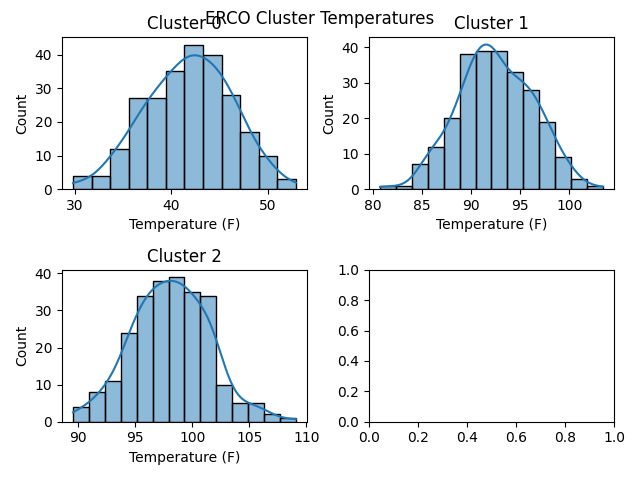 ERCO Cluster Temperatures
Cluster 0
Count
40
30
20
10
0
30 40 50
Temperature (F)
Cluster 1
Count
40
30
20
10
0
80 85 90 95 100
Temperature (F)
Cluster 2
Count
40
30
20
10
0
90 95 100 105 110
Temperature (F)
1.0
0.8
0.6
0.4
0.2
0.0
0.0 0.2 0.4 0.6 0.8 1.0